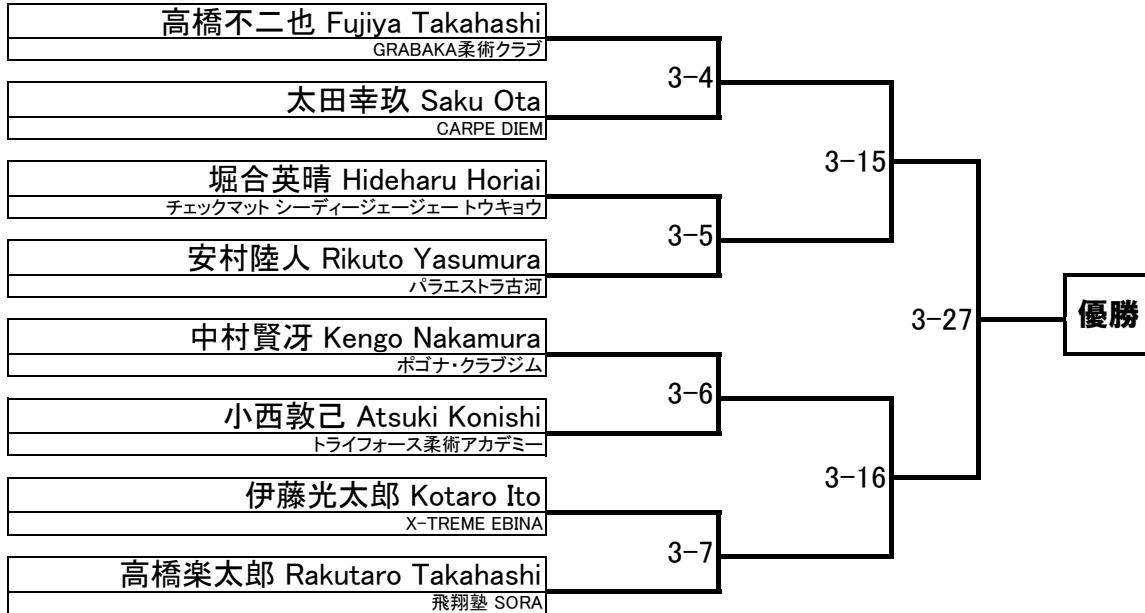 高橋不二也 Fujiya Takahashi
GRABAKA柔術クラブ
3-4
太田幸玖 Saku Ota
CARPE DIEM
3-15
堀合英晴 Hideharu Horiai
チェックマット シーディージェージェー トウキョウ
3-5
安村陸人 Rikuto Yasumura
パラエストラ古河
3-27
優勝
中村賢冴 Kengo Nakamura
ポゴナ・クラブジム
3-6
小西敦己 Atsuki Konishi
トライフォース柔術アカデミー
3-16
伊藤光太郎 Kotaro Ito
X-TREME EBINA
3-7
高橋楽太郎 Rakutaro Takahashi
飛翔塾 SORA